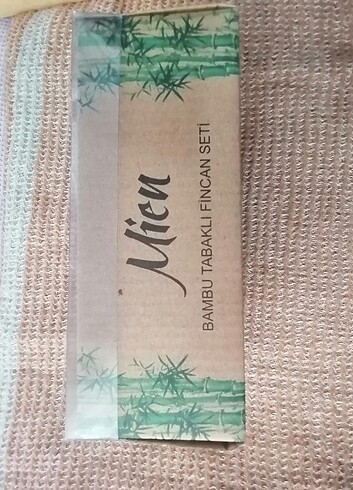 Mien
BAMBU TABAKLI FİNCAN SETİ